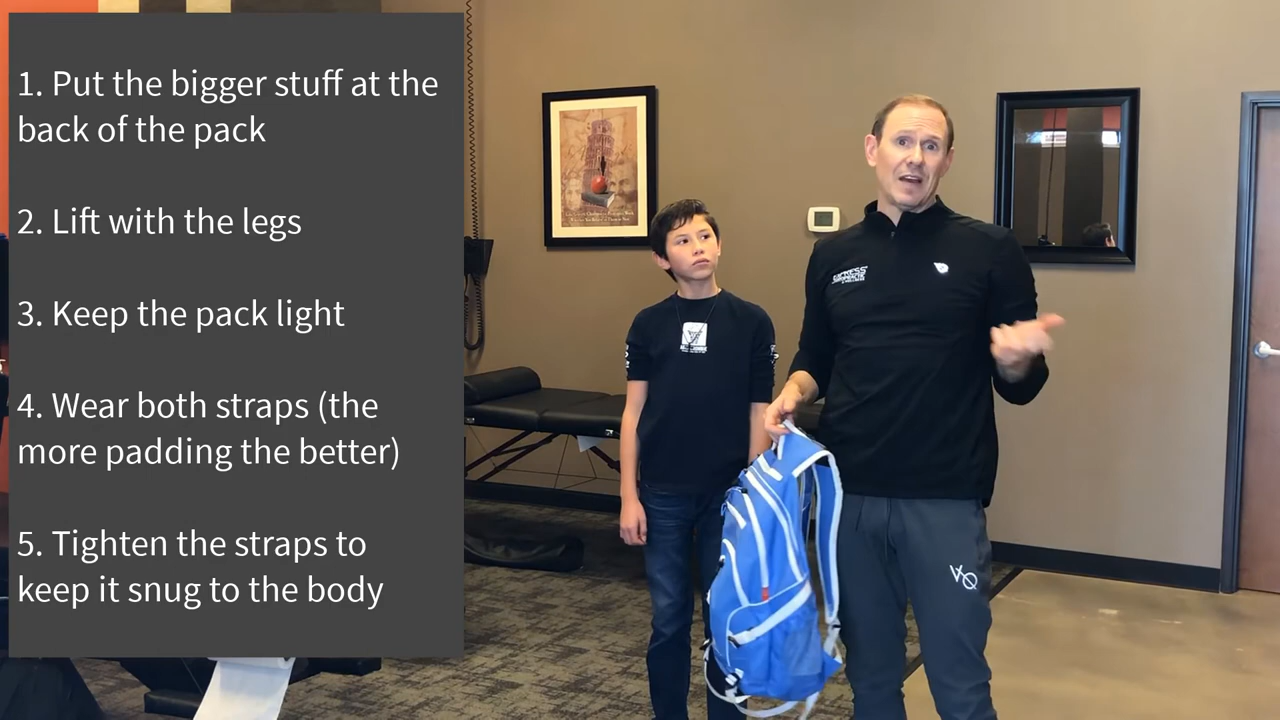 1. Put the bigger stuff at the
back of the pack
2. Lift with the legs
3. Keep the pack light
4. Wear both straps (the
more padding the better)
5. Tighten the straps to
keep it snug to the body